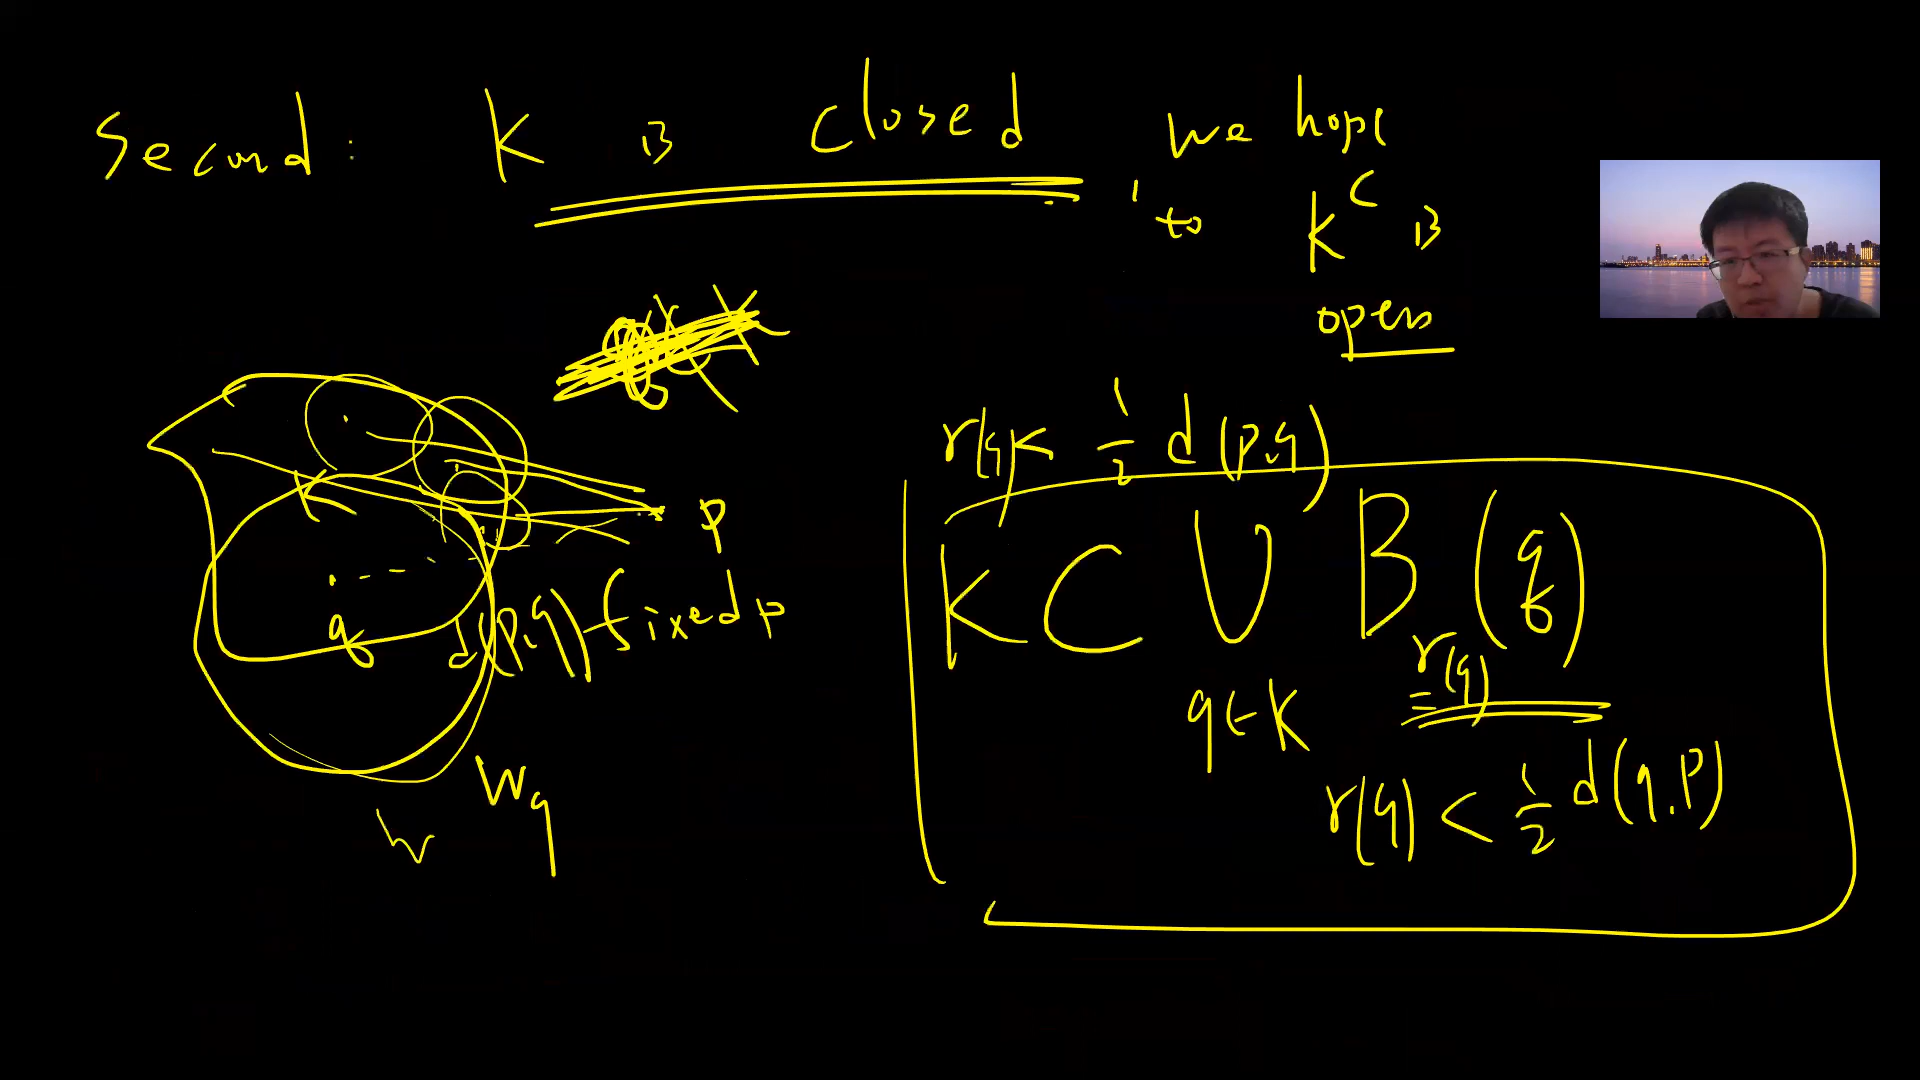 Second: K is closed, we hope
to K^c is
open
r(q) < 1/2 d(p,q)
K ⊂ ∪ B_{r(q)}(q)
q∈K
r(q) < 1/2 d(q,p)
K
p
q
d(p,q) - fixed p
W_q